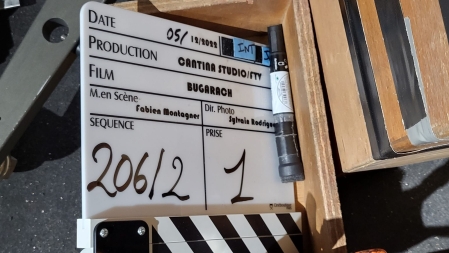 DATE 05/12/2022 INT
PRODUCTION CANTINA STUDIO/FTV
FILM BUGARACH
M.en Scène Fabien Montagner Dir. Photo Sylvain Rodriguez
SEQUENCE PRISE
206/2 1